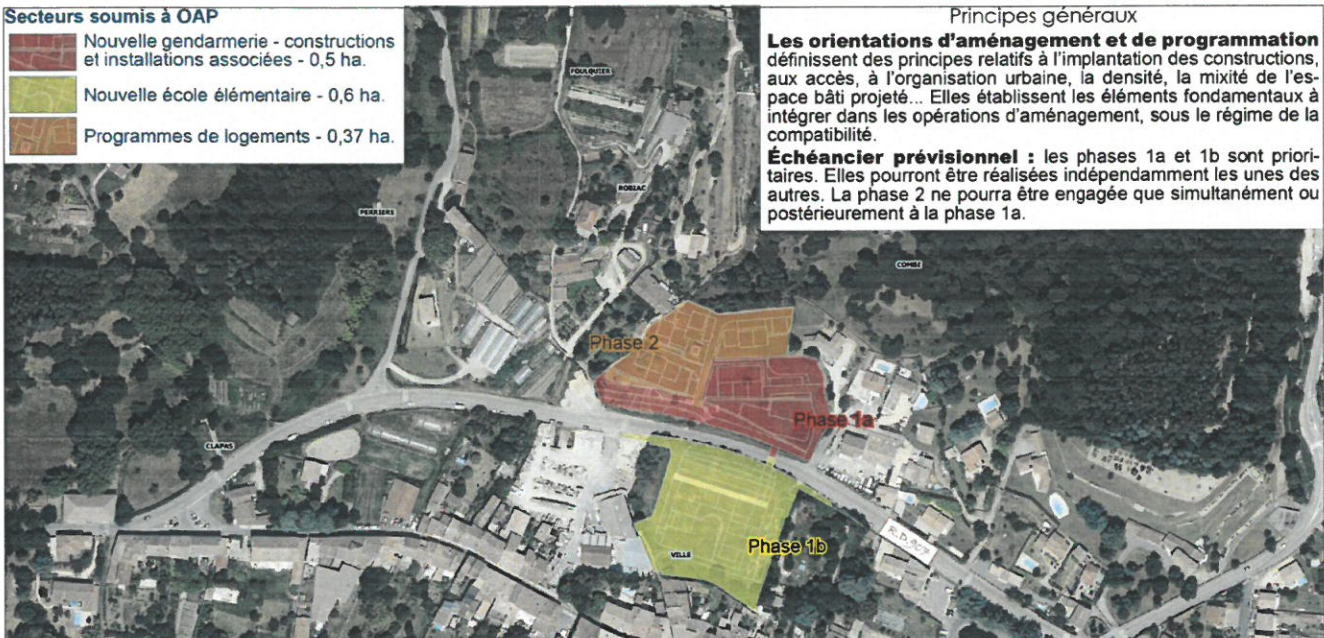 Secteurs soumis à OAP
Nouvelle gendarmerie - constructions
et installations associées - 0,5 ha.
Nouvelle école élémentaire - 0,6 ha.
Programmes de logements - 0,37 ha.
Principes généraux
Les orientations d'aménagement et de programmation
définissent des principes relatifs à l'implantation des constructions,
aux accès, à l'organisation urbaine, la densité, la mixité de l'es-
pace bâti projeté... Elles établissent les éléments fondamentaux à
intégrer dans les opérations d'aménagement, sous le régime de la
compatibilité.
Échéancier prévisionnel : les phases 1a et 1b sont priori-
taires. Elles pourront être réalisées indépendamment les unes des
autres. La phase 2 ne pourra être engagée que simultanément ou
postérieurement à la phase 1a.
FOULQUIER
ROBIAC
PERRIERS
COMBE
Phase 2
Phase 1a
CLAPAS
R.D.907
VILLE
Phase 1b